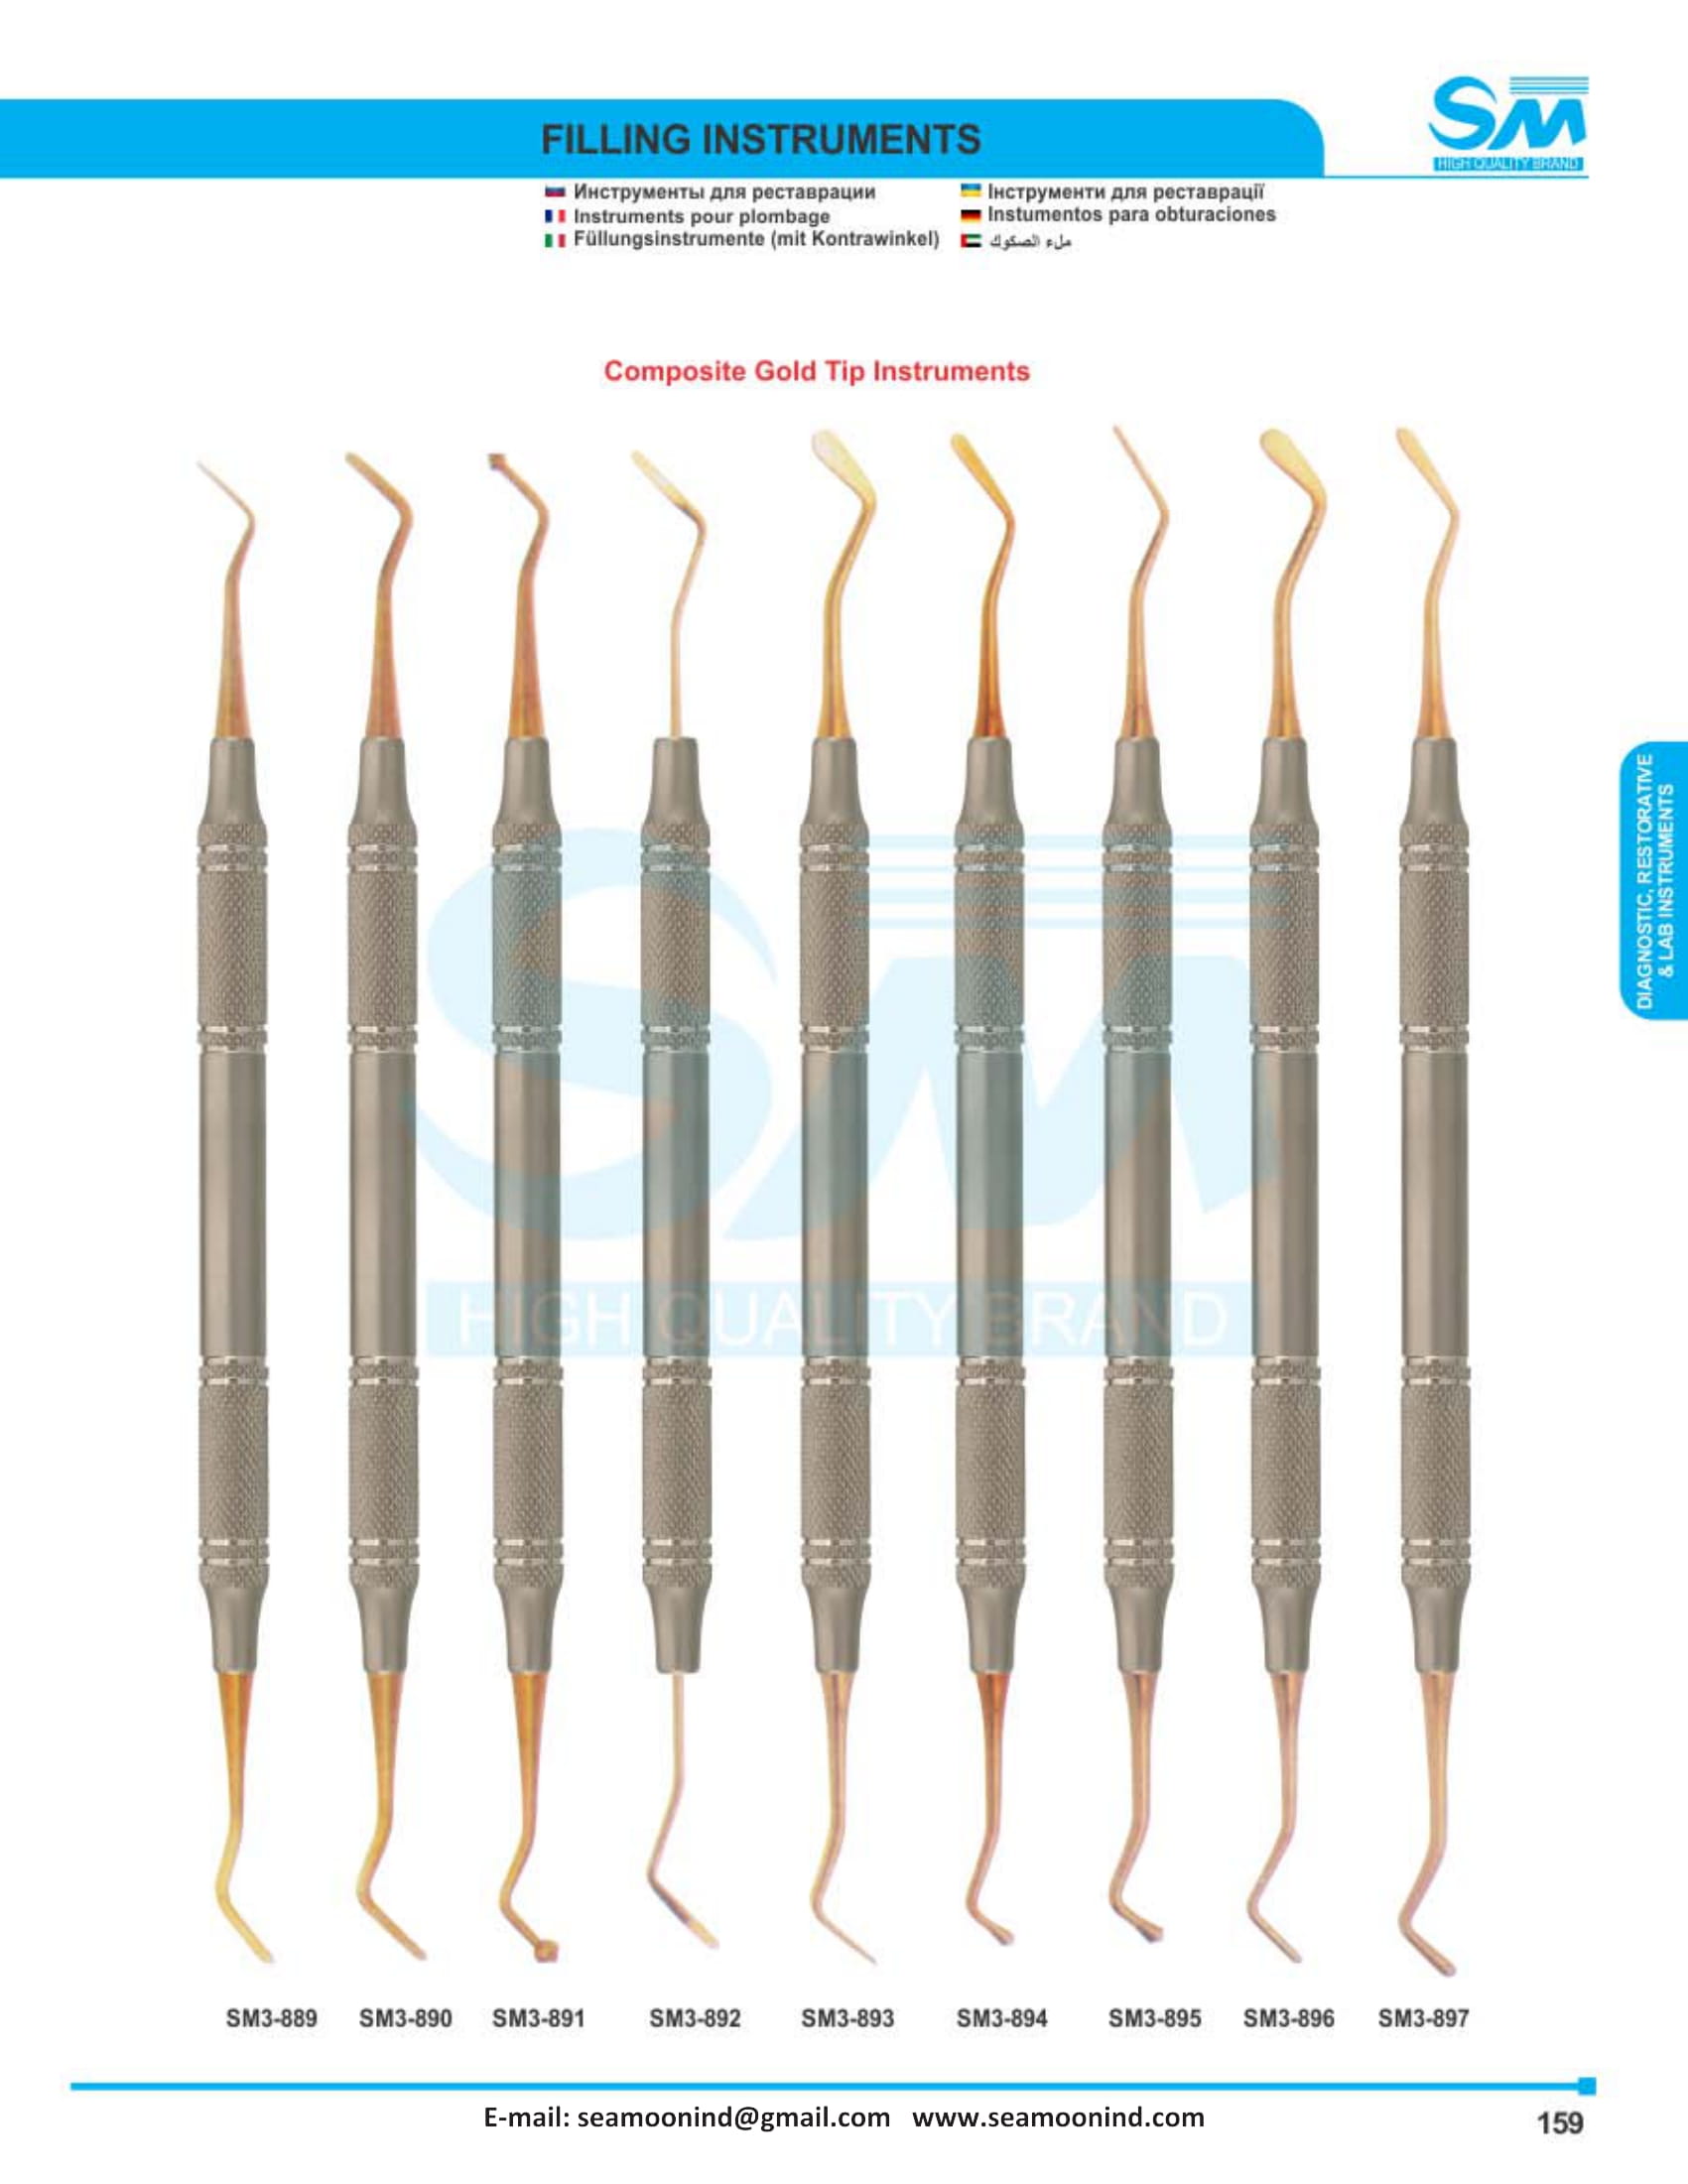 SM
HIGH QUALITY BRAND
FILLING INSTRUMENTS
Инструменты для реставрации
Інструменти для реставрації
Instruments pour plombage
Instumentos para obturaciones
Füllungsinstrumente (mit Kontrawinkel)
ملء الصكوك
Composite Gold Tip Instruments
DIAGNOSTIC, RESTORATIVE
& LAB INSTRUMENTS
SM
HIGH QUALITY BRAND
SM3-889 SM3-890 SM3-891 SM3-892 SM3-893 SM3-894 SM3-895 SM3-896 SM3-897
E-mail: seamoonind@gmail.com www.seamoonind.com
159